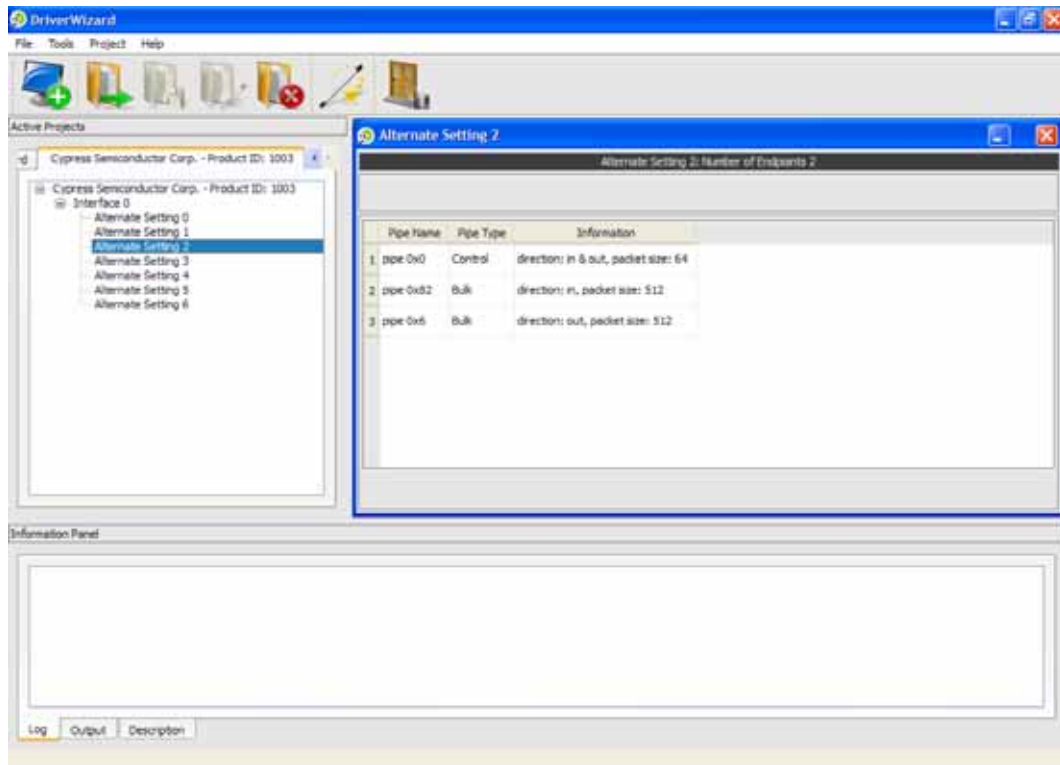 DriverWizard
File Tools Project Help
Active Projects
Cypress Semiconductor Corp. - Product ID: 1003
Cypress Semiconductor Corp. - Product ID: 1003
Interface 0
Alternate Setting 0
Alternate Setting 1
Alternate Setting 2
Alternate Setting 3
Alternate Setting 4
Alternate Setting 5
Alternate Setting 6
Alternate Setting 2
Alternate Setting 2: Number of Endpoints 2
Pipe Name Pipe Type Information
1 pipe 0x0 Control direction: in & out, packet size: 64
2 pipe 0x82 Bulk direction: in, packet size: 512
3 pipe 0x6 Bulk direction: out, packet size: 512
Information Panel
Log Output Description